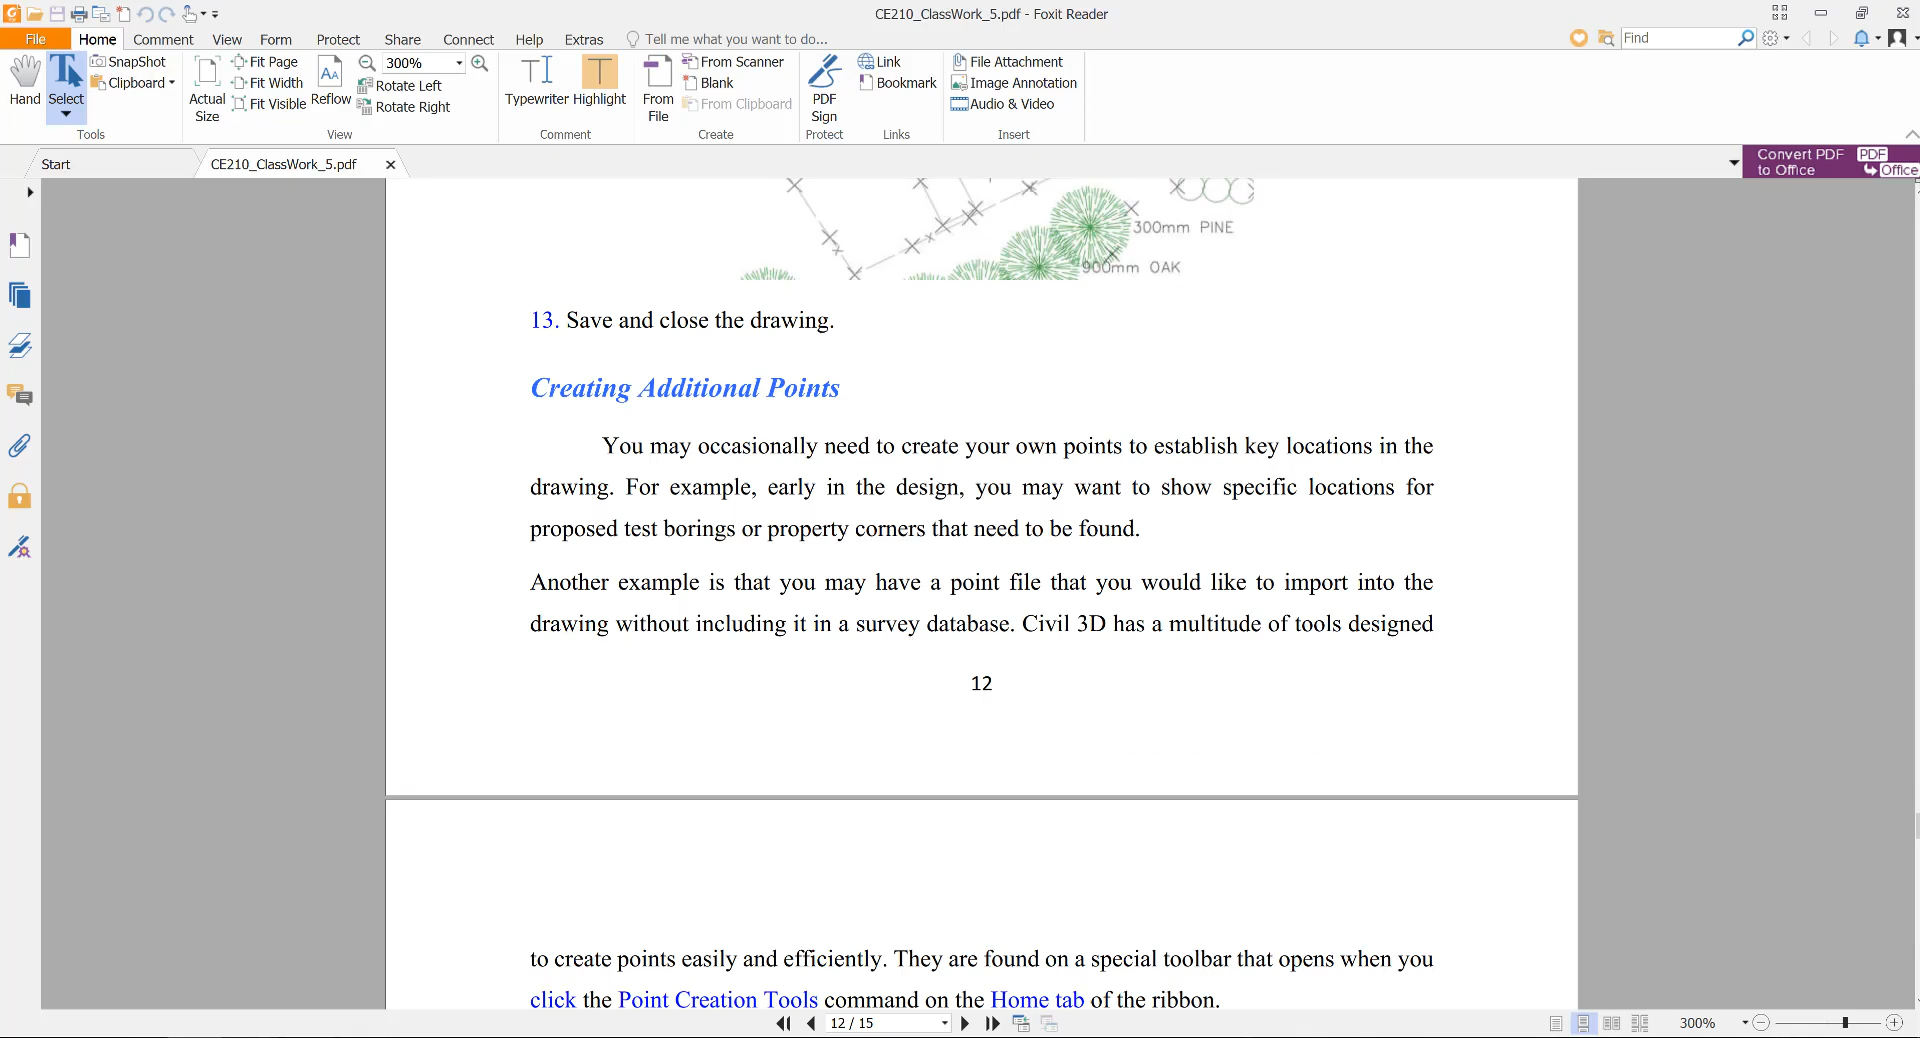 CE210_ClassWork_5.pdf - Foxit Reader
File Home Comment View Form Protect Share Connect Help Extras Tell me what you want to do... Find
Hand
Select
SnapShot
Clipboard
Tools
Actual
Size
Fit Page
Fit Width
Fit Visible
Reflow
300%
Rotate Left
Rotate Right
View
Typewriter Highlight
Comment
From
File
From Scanner
Blank
From Clipboard
Create
PDF
Sign
Protect
Link
Bookmark
Links
File Attachment
Image Annotation
Audio & Video
Insert
Start CE210_ClassWork_5.pdf
Convert PDF
to Office
PDF
Office
300mm PINE
900mm OAK
13. Save and close the drawing.
Creating Additional Points
You may occasionally need to create your own points to establish key locations in the
drawing. For example, early in the design, you may want to show specific locations for
proposed test borings or property corners that need to be found.
Another example is that you may have a point file that you would like to import into the
drawing without including it in a survey database. Civil 3D has a multitude of tools designed
12
to create points easily and efficiently. They are found on a special toolbar that opens when you
click the Point Creation Tools command on the Home tab of the ribbon.
12 / 15
300%